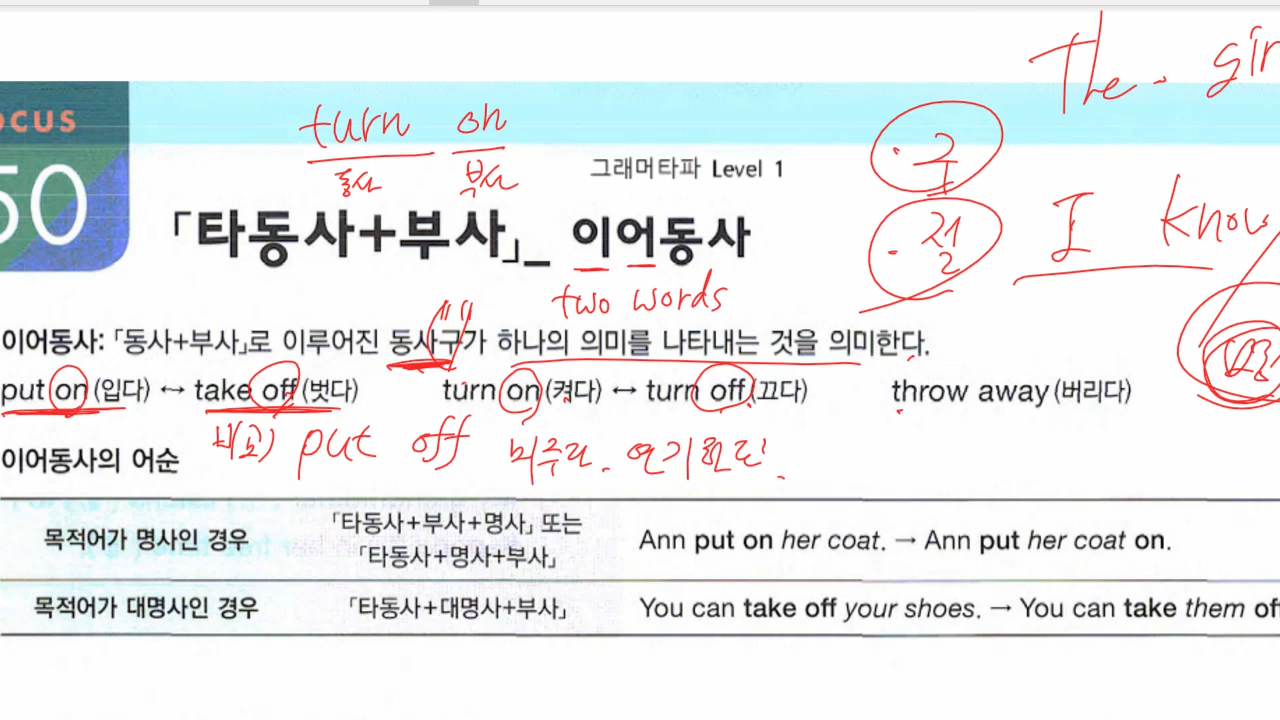 The
turn on
동사 부사
OCUS
50
그래머타파 Level 1
구
절
「타동사+부사」_ 이어동사
I know
two words
이어동사: 「동사+부사」로 이루어진 동사구가 하나의 의미를 나타내는 것을 의미한다.
put on (입다) ↔ take off (벗다) turn on (켜다) ↔ turn off (끄다) throw away (버리다)
비교) put off 미루다. 연기한다.
이어동사의 어순
목적어가 명사인 경우 「타동사+부사+명사」 또는 「타동사+명사+부사」 Ann put on her coat. → Ann put her coat on.
목적어가 대명사인 경우 「타동사+대명사+부사」 You can take off your shoes. → You can take them of